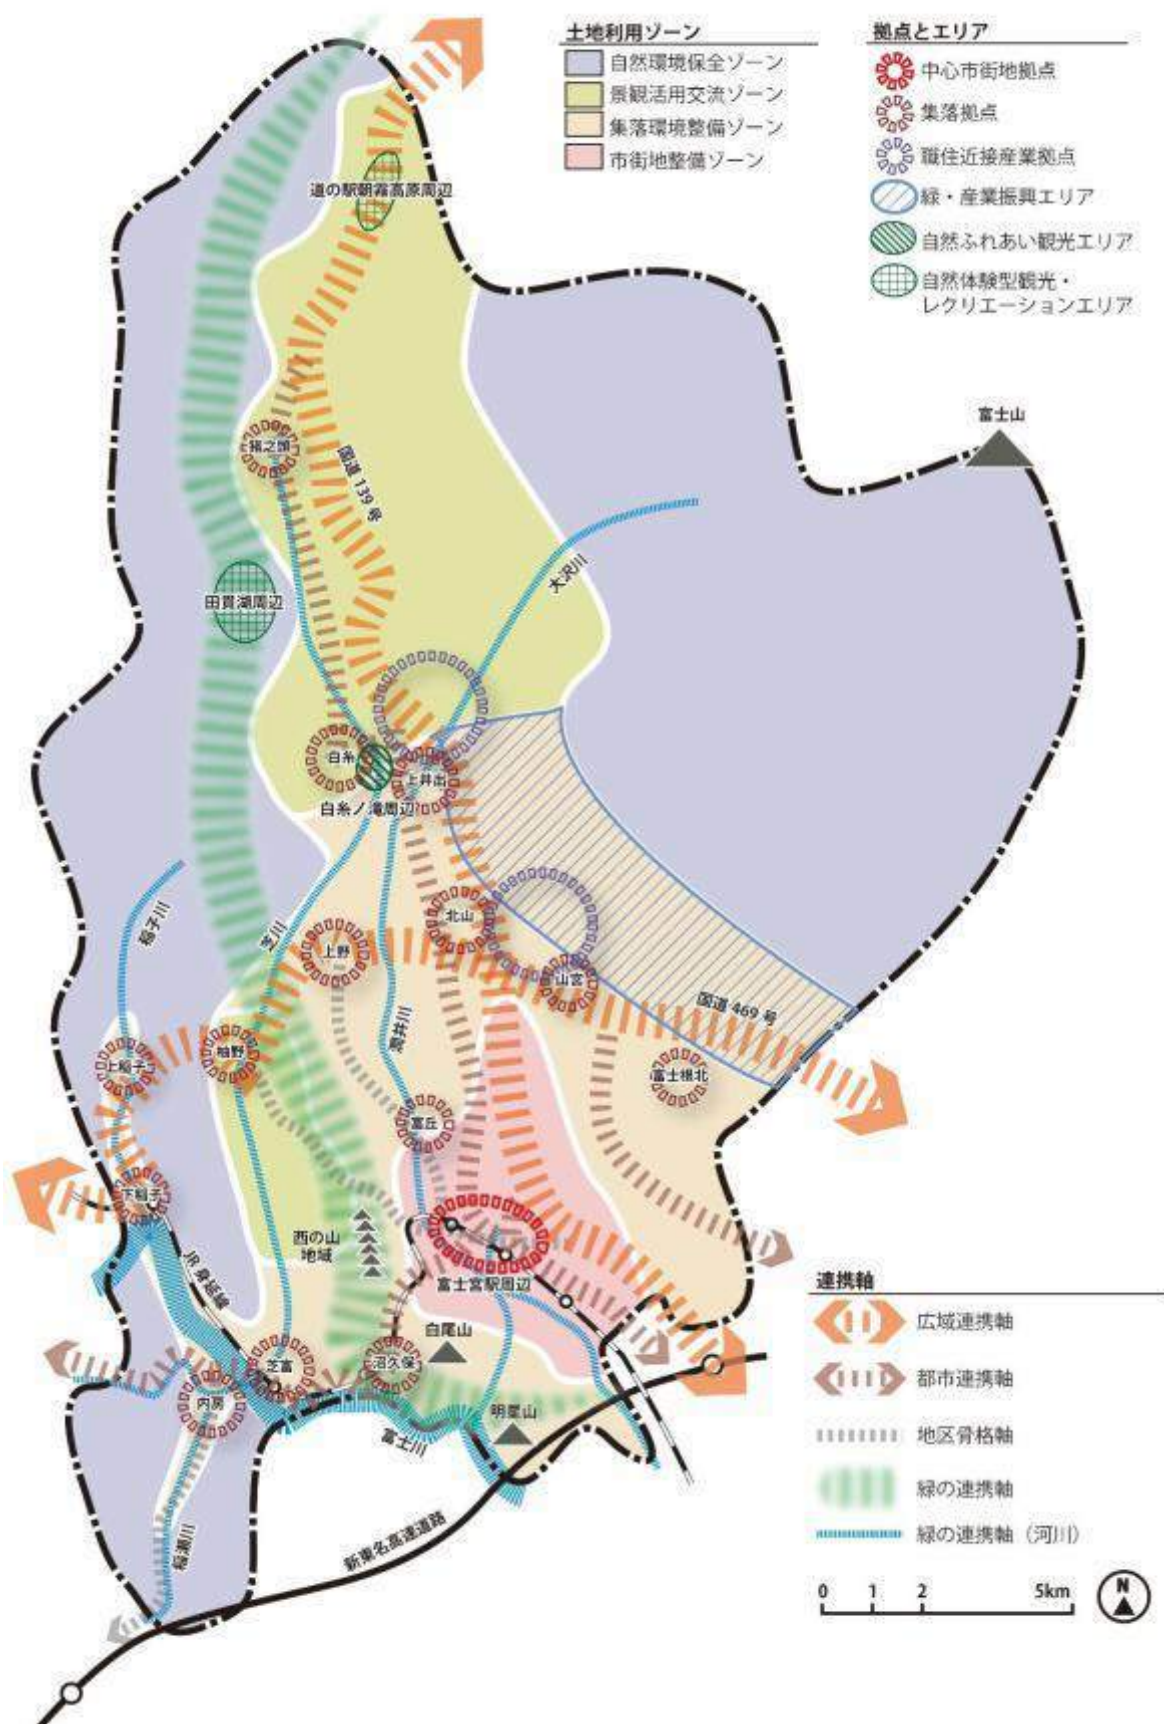 土地利用ゾーン
自然環境保全ゾーン
景観活用交流ゾーン
集落環境整備ゾーン
市街地整備ゾーン
拠点とエリア
中心市街地拠点
集落拠点
職住近接産業拠点
緑・産業振興エリア
自然ふれあい観光エリア
自然体験型観光・
レクリエーションエリア
道の駅朝霧高原周辺
富士山
猪之頭
国道 139 号
大沢川
田貫湖周辺
白糸
上井出
白糸ノ滝周辺
稲子川
芝川
上野
北山
山宮
国道 469 号
潤井川
上稲子
柚野
富士根北
富丘
下稲子
西の山
地域
富士宮駅周辺
JR 身延線
白尾山
芝富
沼久保
内房
明星山
富士川
稲瀬川
新東名高速道路
連携軸
広域連携軸
都市連携軸
地区骨格軸
緑の連携軸
緑の連携軸（河川）
0 1 2 5km
N